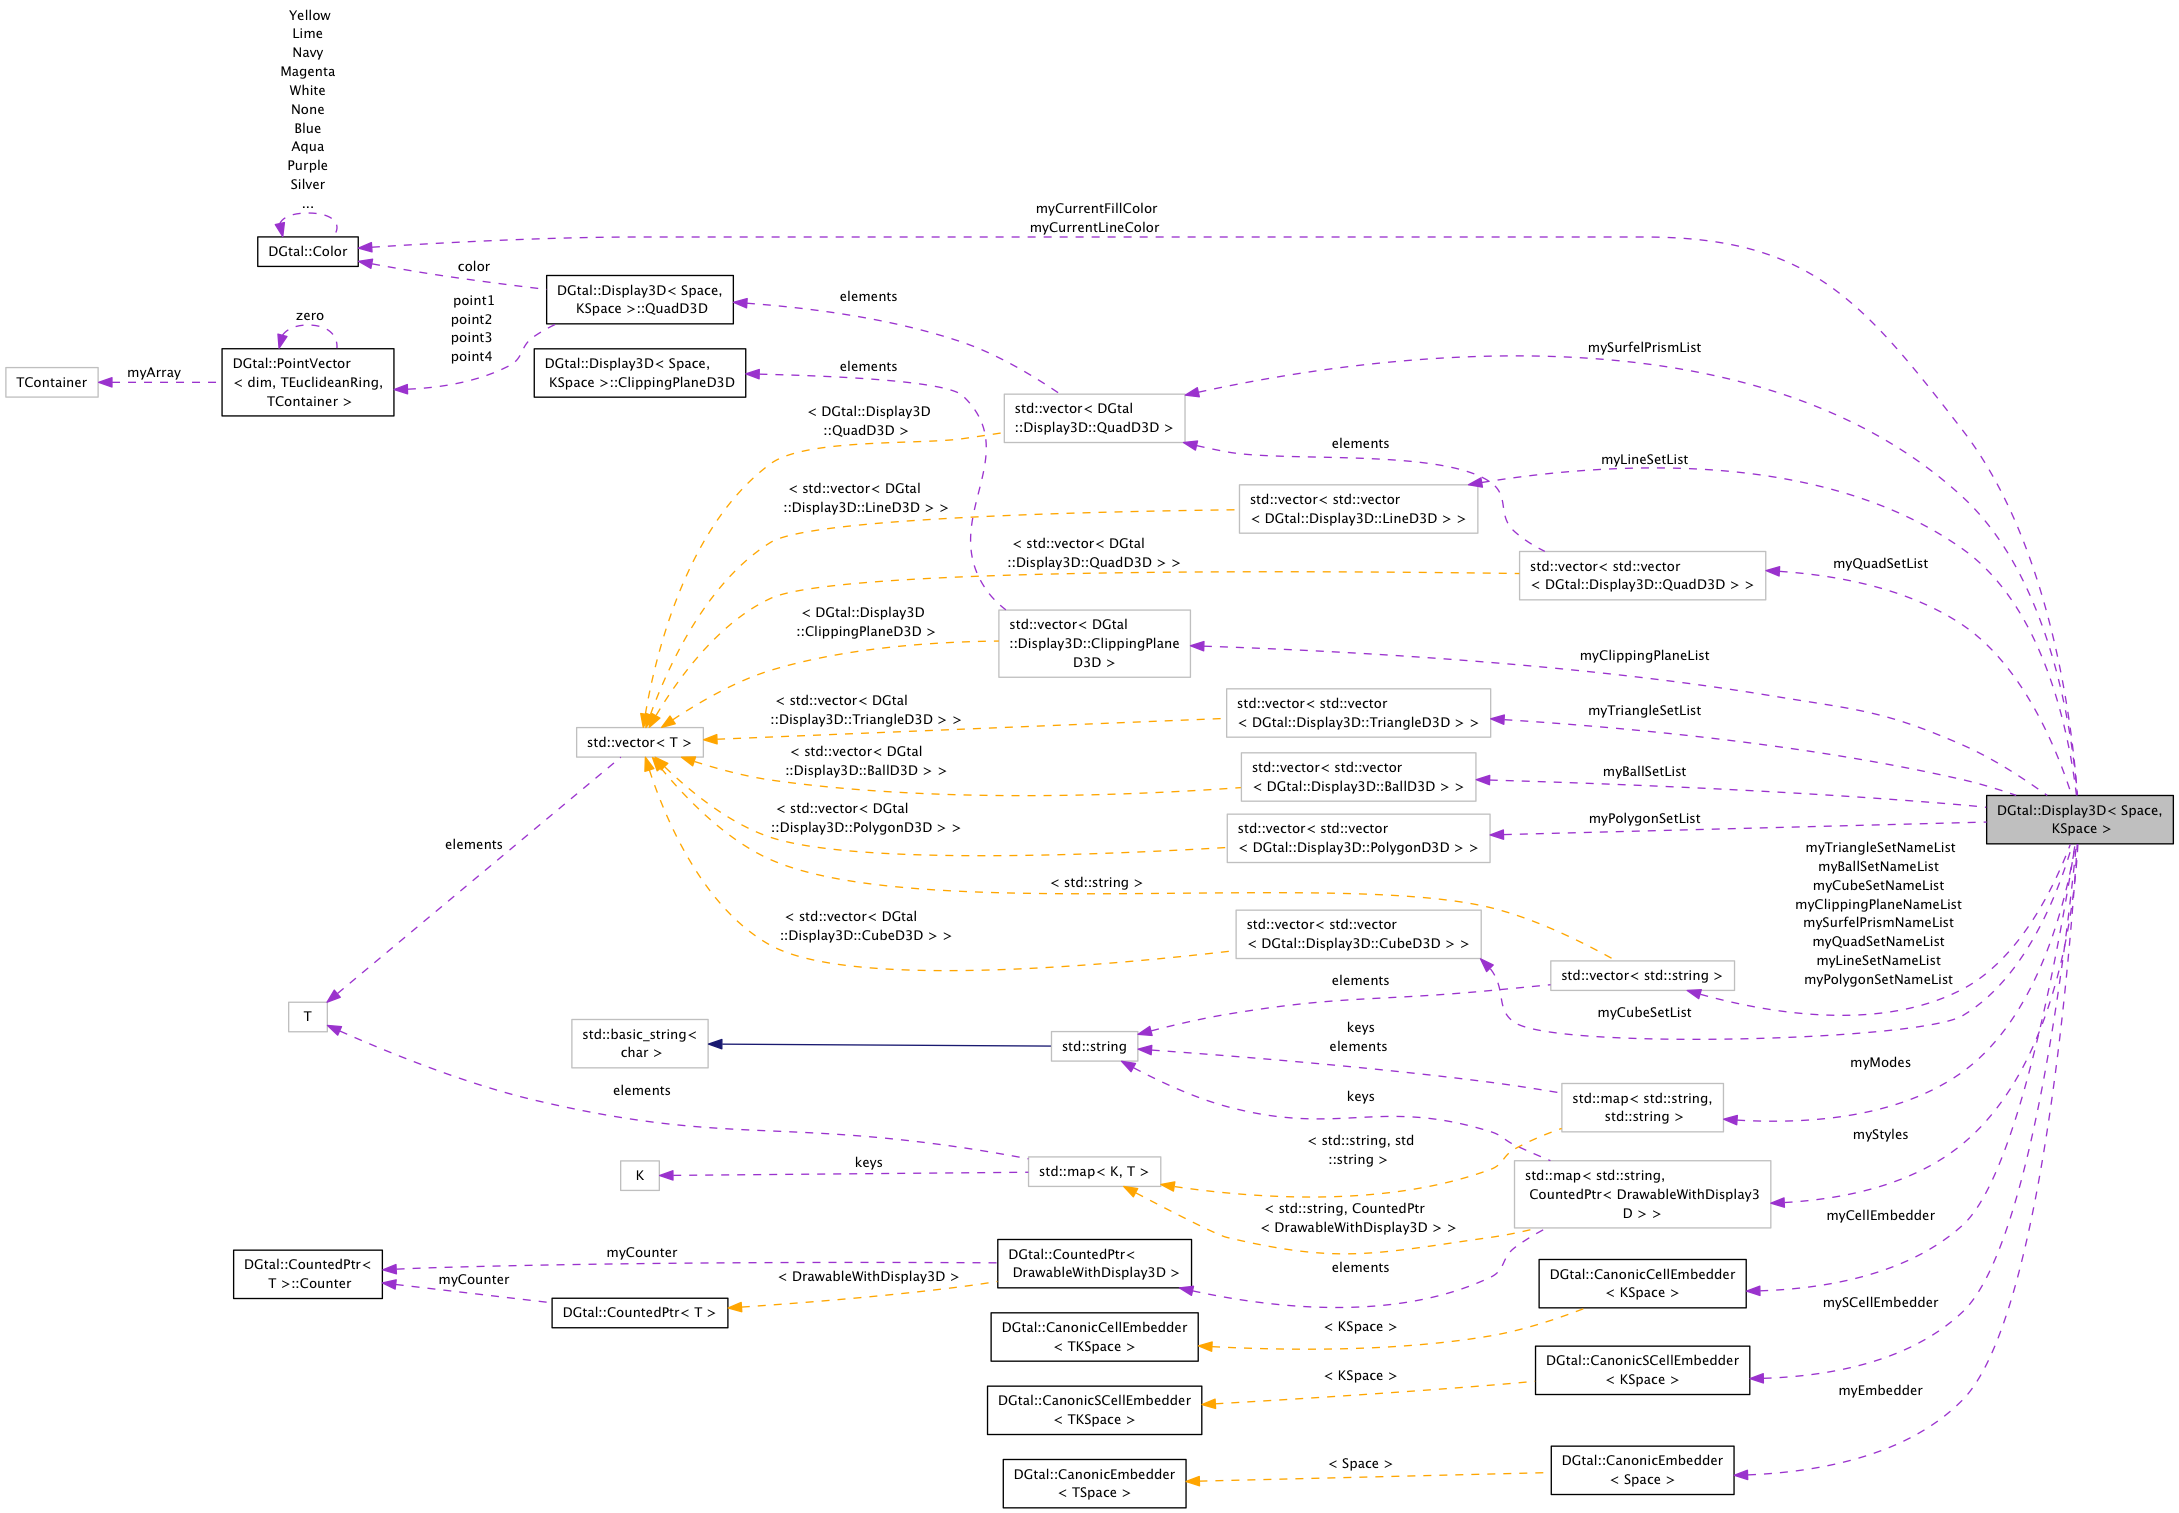 Yellow
Lime
Navy
Magenta
White
None
Blue
Aqua
Purple
Silver
...
DGtal::Color
myCurrentFillColor
myCurrentLineColor
color
DGtal::Display3D< Space,
KSpace >::QuadD3D
point1
point2
point3
point4
zero
DGtal::PointVector
< dim, TEuclideanRing,
TContainer >
myArray
TContainer
DGtal::Display3D< Space,
KSpace >::ClippingPlaneD3D
elements
elements
mySurfelPrismList
< DGtal::Display3D
::QuadD3D >
std::vector< DGtal
::Display3D::QuadD3D >
elements
myLineSetList
< std::vector< DGtal
::Display3D::LineD3D > >
std::vector< std::vector
< DGtal::Display3D::LineD3D > >
< std::vector< DGtal
::Display3D::QuadD3D > >
std::vector< std::vector
< DGtal::Display3D::QuadD3D > >
myQuadSetList
< DGtal::Display3D
::ClippingPlaneD3D >
std::vector< DGtal
::Display3D::ClippingPlane
D3D >
myClippingPlaneList
< std::vector< DGtal
::Display3D::TriangleD3D > >
std::vector< std::vector
< DGtal::Display3D::TriangleD3D > >
myTriangleSetList
std::vector< T >
< std::vector< DGtal
::Display3D::BallD3D > >
std::vector< std::vector
< DGtal::Display3D::BallD3D > >
myBallSetList
< std::vector< DGtal
::Display3D::PolygonD3D > >
std::vector< std::vector
< DGtal::Display3D::PolygonD3D > >
myPolygonSetList
DGtal::Display3D< Space,
KSpace >
elements
myTriangleSetNameList
myBallSetNameList
myCubeSetNameList
myClippingPlaneNameList
mySurfelPrismNameList
myQuadSetNameList
myLineSetNameList
myPolygonSetNameList
< std::string >
< std::vector< DGtal
::Display3D::CubeD3D > >
std::vector< std::vector
< DGtal::Display3D::CubeD3D > >
std::vector< std::string >
elements
myCubeSetList
T
std::basic_string<
char >
std::string
keys
elements
myModes
elements
keys
std::map< std::string,
std::string >
myStyles
< std::string, std
::string >
K
keys
std::map< K, T >
std::map< std::string,
CountedPtr< DrawableWithDisplay3
D > >
< std::string, CountedPtr
< DrawableWithDisplay3D > >
myCellEmbedder
elements
DGtal::CountedPtr<
T >::Counter
myCounter
myCounter
DGtal::CountedPtr<
DrawableWithDisplay3D >
< DrawableWithDisplay3D >
DGtal::CountedPtr< T >
DGtal::CanonicCellEmbedder
< KSpace >
mySCellEmbedder
DGtal::CanonicCellEmbedder
< TKSpace >
< KSpace >
DGtal::CanonicSCellEmbedder
< KSpace >
< KSpace >
DGtal::CanonicSCellEmbedder
< TKSpace >
myEmbedder
DGtal::CanonicEmbedder
< Space >
< Space >
DGtal::CanonicEmbedder
< TSpace >